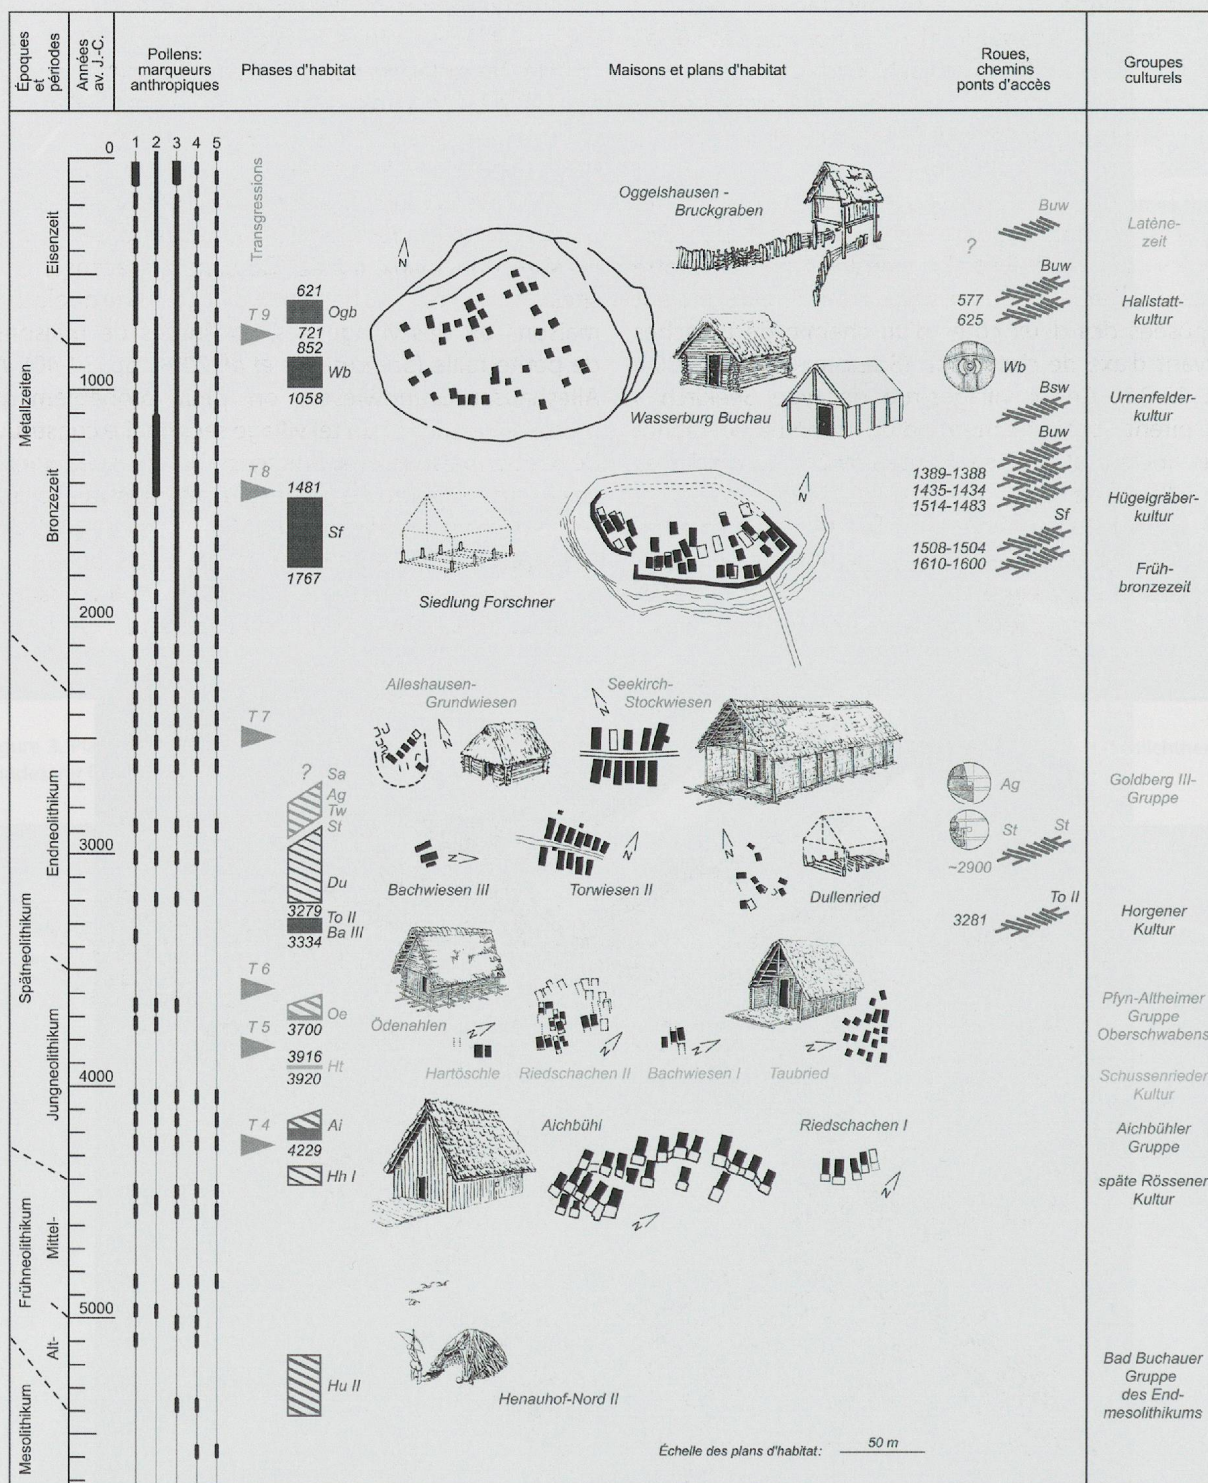 Époques
et
périodes
Années
av. J.-C.
Pollens:
marqueurs
anthropiques
Phases d'habitat
Maisons et plans d'habitat
Roues,
chemins
ponts d'accès
Groupes
culturels
1 2 3 4 5
0
1000
2000
3000
4000
5000
Eisenzeit
Metallzeiten
Bronzezeit
Endneolithikum
Spätneolithikum
Jungneolithikum
Mittel-
Frühneolithikum
Alt-
Mesolithikum
Transgressions
T 9
T 8
T 7
T 6
T 5
T 4
621
Ogb
721
852
Wb
1058
1481
Sf
1767
?
Sa
Ag
Tw
St
Du
3279
To II
Ba III
3334
Oe
3700
3916
Ht
3920
Ai
4229
Hh I
Hu II
Oggelshausen -
Bruckgraben
N
Wasserburg Buchau
N
Siedlung Forschner
Alleshausen-
Grundwiesen
Seekirch-
Stockwiesen
N
N
Bachwiesen III
N
Torwiesen II
N
N
Dullenried
Ödenahlen
N
Hartöschle
Riedschachen II
N
Bachwiesen I
N
Taubried
N
Aichbühl
N
Riedschachen I
N
Henauhof-Nord II
Échelle des plans d'habitat:
50 m
Buw
?
Buw
577
625
Wb
Bsw
Buw
1389-1388
1435-1434
1514-1483
Sf
1508-1504
1610-1600
Ag
St
St
~2900
To II
3281
Latène-
zeit
Hallstatt-
kultur
Urnenfelder-
kultur
Hügelgräber-
kultur
Früh-
bronzezeit
Goldberg III-
Gruppe
Horgener
Kultur
Pfyn-Altheimer
Gruppe
Oberschwabens
Schussenrieder
Kultur
Aichbühler
Gruppe
späte Rössener
Kultur
Bad Buchauer
Gruppe
des End-
mesolithikums